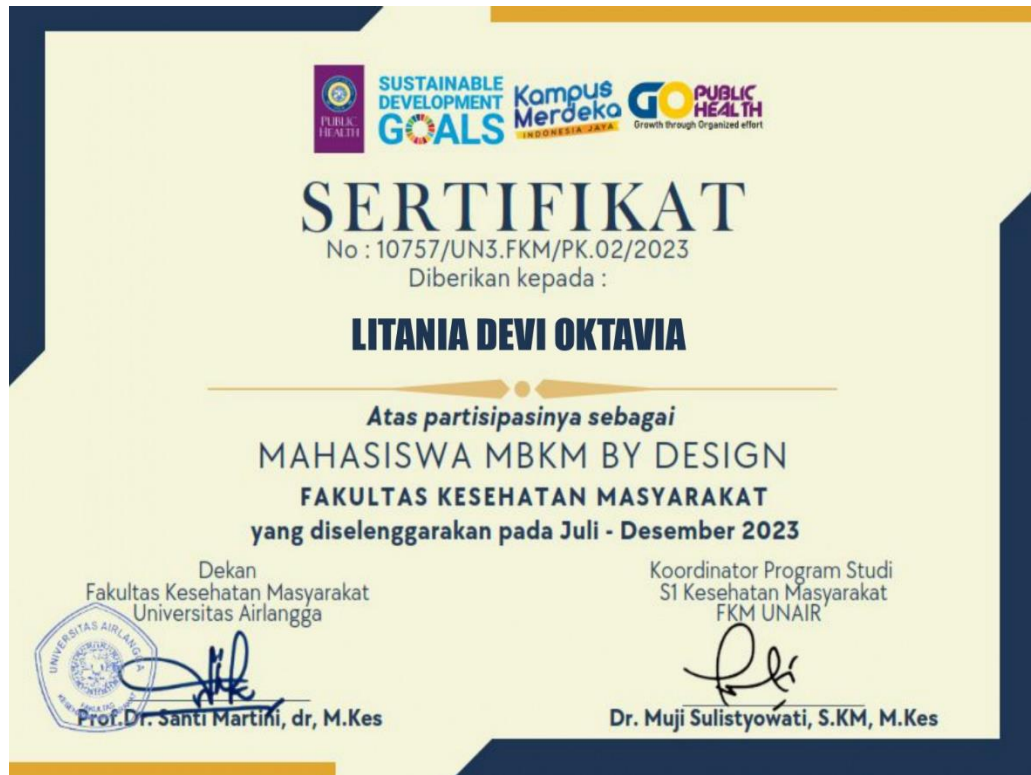 PUBLIC
HEALTH
SUSTAINABLE
DEVELOPMENT
GOALS
Kampus
Merdeka
INDONESIA JAYA
GO PUBLIC
HEALTH
Growth through Organized effort
SERTIFIKAT
No : 10757/UN3.FKM/PK.02/2023
Diberikan kepada :
LITANIA DEVI OKTAVIA
Atas partisipasinya sebagai
MAHASISWA MBKM BY DESIGN
FAKULTAS KESEHATAN MASYARAKAT
yang diselenggarakan pada Juli - Desember 2023
Dekan
Fakultas Kesehatan Masyarakat
Universitas Airlangga
UNIVERSITAS AIRLANGGA
FAKULTAS
KESEHATAN MASYARAKAT
Prof.Dr. Santi Martini, dr, M.Kes
Koordinator Program Studi
S1 Kesehatan Masyarakat
FKM UNAIR
Dr. Muji Sulistyowati, S.KM, M.Kes